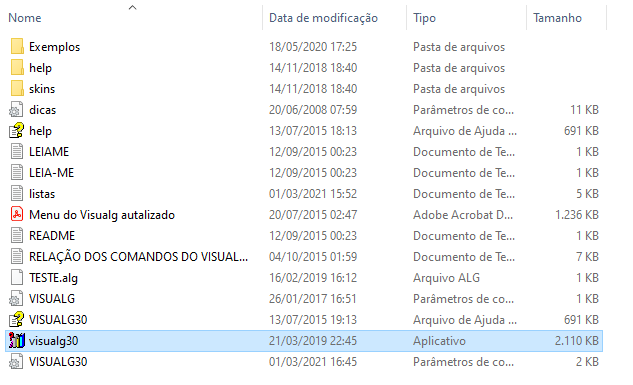 Nome Data de modificação Tipo Tamanho
Exemplos 18/05/2020 17:25 Pasta de arquivos
help 14/11/2018 18:40 Pasta de arquivos
skins 14/11/2018 18:40 Pasta de arquivos
dicas 20/06/2008 07:59 Parâmetros de co... 11 KB
help 13/07/2015 18:13 Arquivo de Ajuda ... 691 KB
LEIAME 12/09/2015 00:23 Documento de Te... 1 KB
LEIA-ME 12/09/2015 00:23 Documento de Te... 1 KB
listas 01/03/2021 15:52 Documento de Te... 5 KB
Menu do Visualg autalizado 20/07/2015 02:47 Adobe Acrobat D... 1.236 KB
README 12/09/2015 00:23 Documento de Te... 1 KB
RELAÇÃO DOS COMANDOS DO VISUAL... 04/10/2015 01:59 Documento de Te... 7 KB
TESTE.alg 16/02/2019 16:12 Arquivo ALG 1 KB
VISUALG 26/01/2017 16:51 Parâmetros de co... 1 KB
VISUALG30 13/07/2015 19:13 Arquivo de Ajuda ... 691 KB
visualg30 21/03/2019 22:45 Aplicativo 2.110 KB
VISUALG30 01/03/2021 16:45 Parâmetros de co... 2 KB